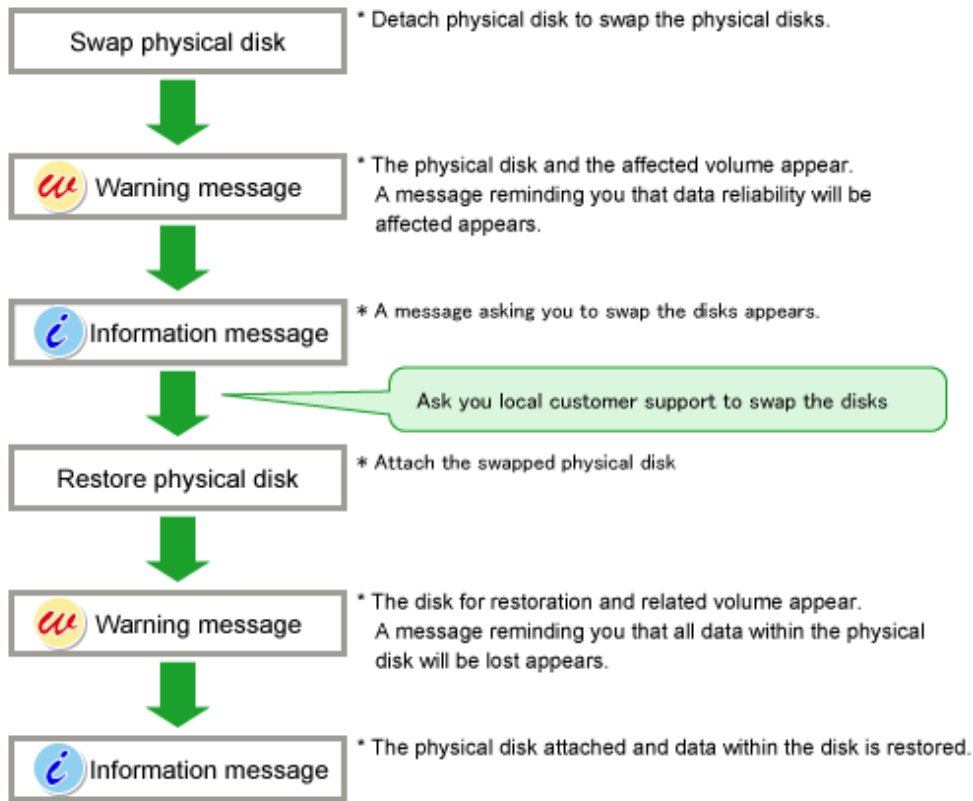 Swap physical disk
* Detach physical disk to swap the physical disks.
w Warning message
* The physical disk and the affected volume appear.
A message reminding you that data reliability will be
affected appears.
i Information message
* A message asking you to swap the disks appears.
Ask you local customer support to swap the disks
Restore physical disk
* Attach the swapped physical disk
w Warning message
* The disk for restoration and related volume appear.
A message reminding you that all data within the physical
disk will be lost appears.
i Information message
* The physical disk attached and data within the disk is restored.